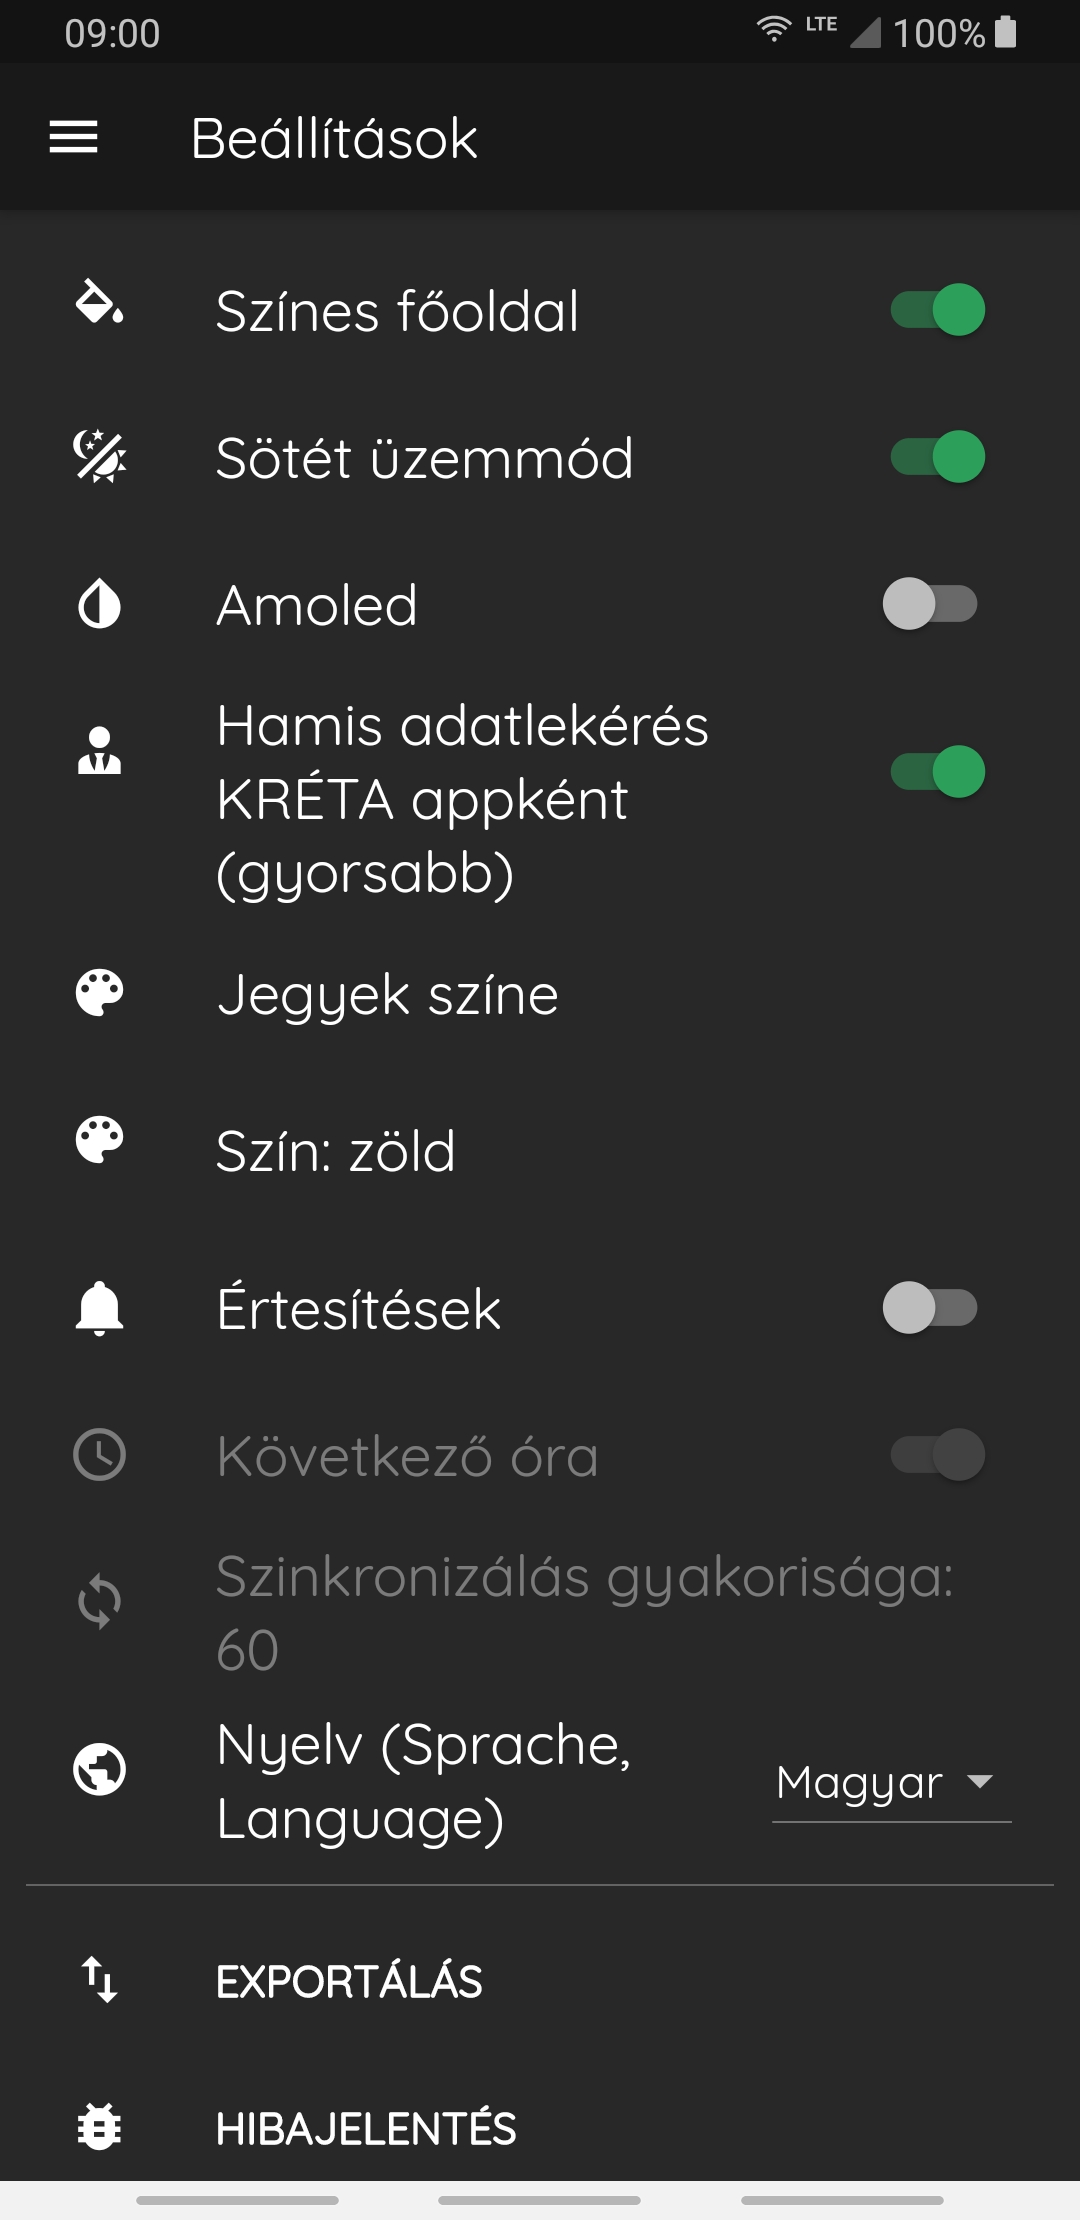 09:00
LTE 100%
Beállítások
Színes főoldal
Sötét üzemmód
Amoled
Hamis adatlekérés
KRÉTA appként
(gyorsabb)
Jegyek színe
Szín: zöld
Értesítések
Következő óra
Szinkronizálás gyakorisága:
60
Nyelv (Sprache,
Language)
Magyar
EXPORTÁLÁS
HIBAJELENTÉS